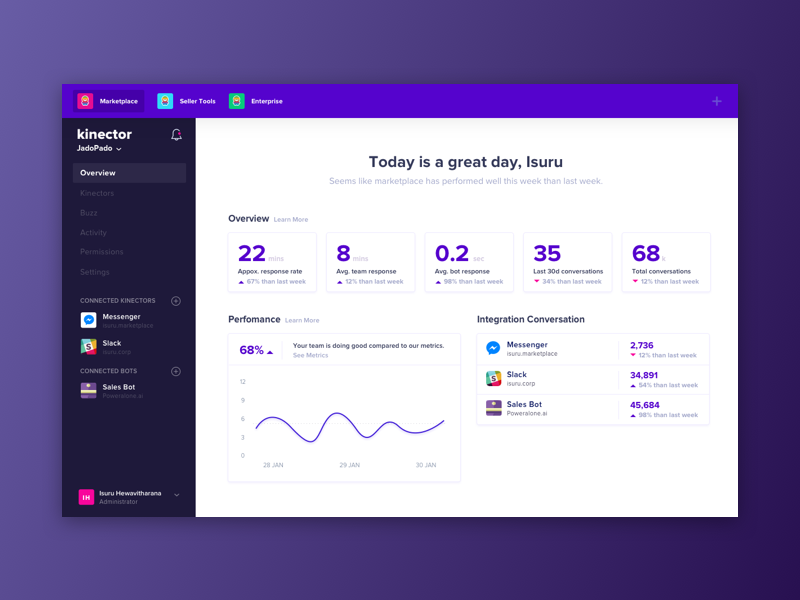 Marketplace
Seller Tools
Enterprise
kinector
JadoPado
Overview
Kinectors
Buzz
Activity
Permissions
Settings
CONNECTED KINECTORS
Messenger
isuru.marketplace
Slack
isuru.corp
CONNECTED BOTS
Sales Bot
Poweralone.ai
IH
Isuru Hewavitharana
Administrator
Today is a great day, Isuru
Seems like marketplace has performed well this week than last week.
Overview Learn More
22 mins
Appox. response rate
67% than last week
8 mins
Avg. team response
12% than last week
0.2 sec
Avg. bot response
98% than last week
35
Last 30d conversations
34% than last week
68 k
Total conversations
12% than last week
Perfomance Learn More
68%
Your team is doing good compared to our metrics.
See Metrics
12
9
6
3
0
28 JAN
29 JAN
30 JAN
Integration Conversation
Messenger
isuru.marketplace
2,736
12% than last week
Slack
isuru.corp
34,891
54% than last week
Sales Bot
Poweralone.ai
45,684
98% than last week